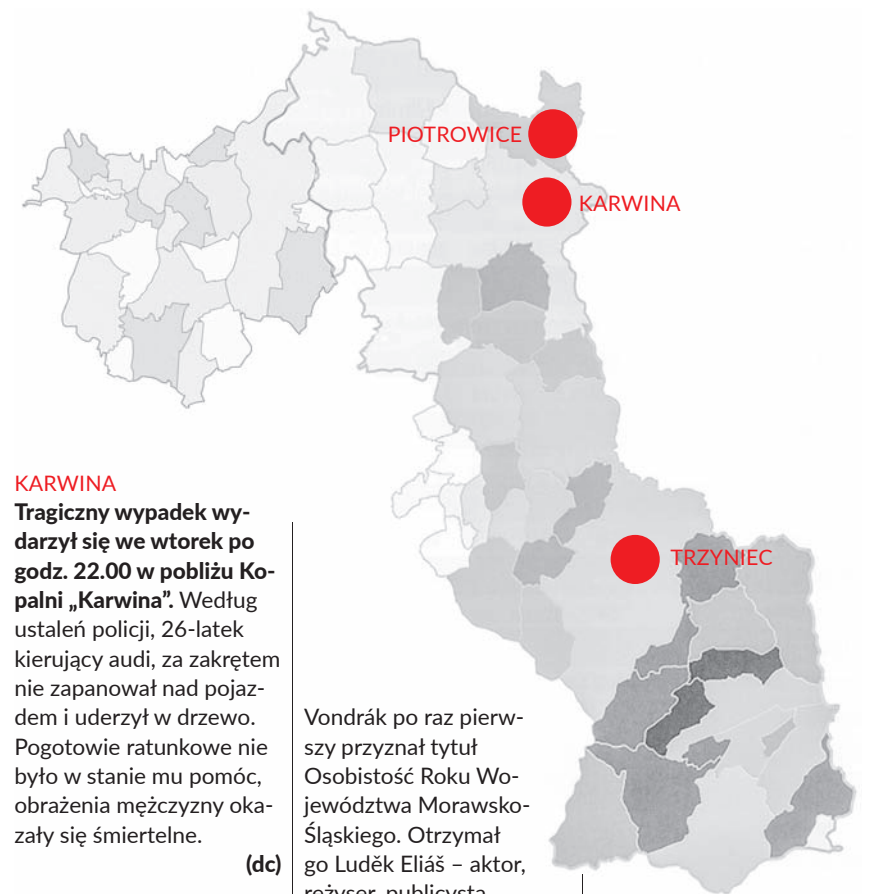 PIOTROWICE
KARWINA
TRZYNIEC
KARWINA
Tragiczny wypadek wy-
darzył się we wtorek po
godz. 22.00 w pobliżu Ko-
palni „Karwina”. Według
ustaleń policji, 26-latek
kierujący audi, za zakrętem
nie zapanował nad pojaz-
dem i uderzył w drzewo.
Pogotowie ratunkowe nie
było w stanie mu pomóc,
obrażenia mężczyzny oka-
zały się śmiertelne.
(dc)
Vondrák po raz pierw-
szy przyznał tytuł
Osobistość Roku Wo-
jewództwa Morawsko-
Śląskiego. Otrzymał
go Luděk Eliáš – aktor,
reżyser, publicysta